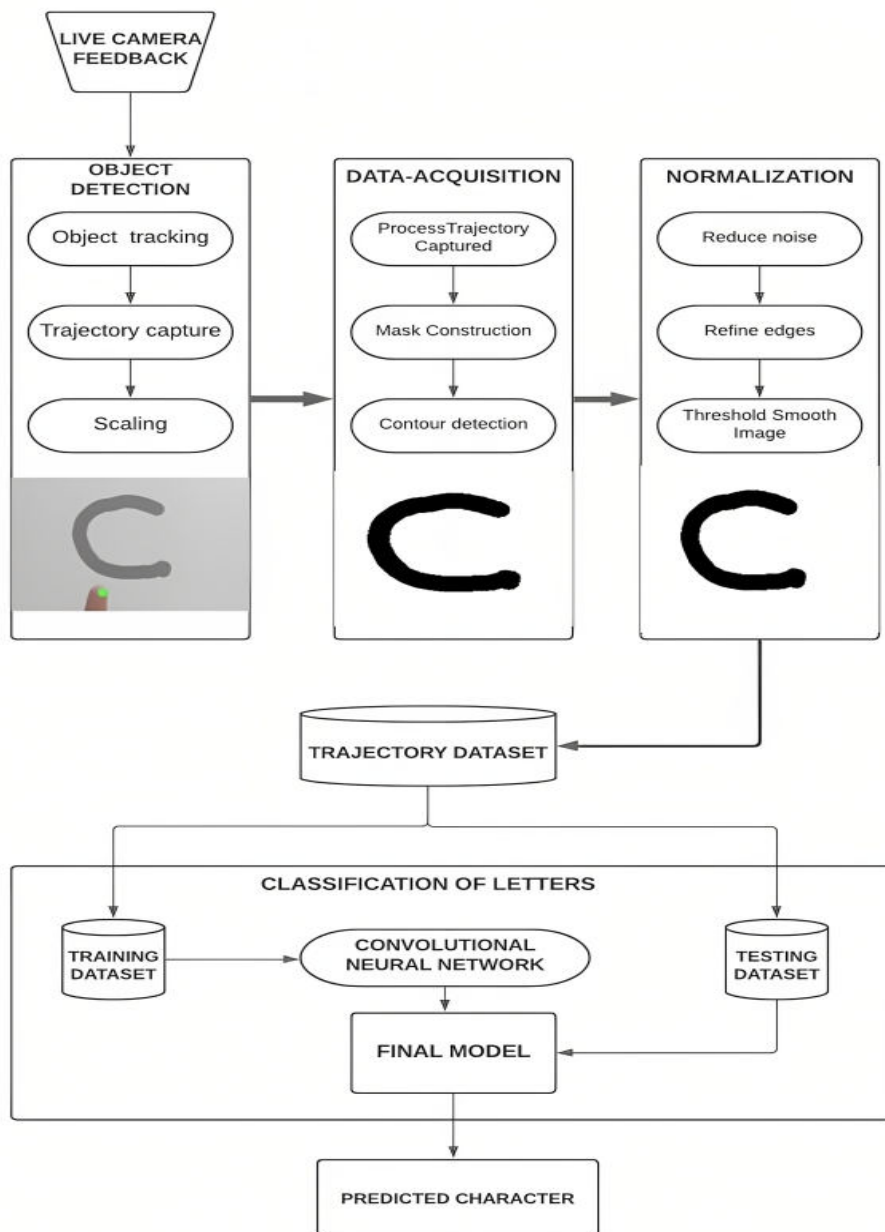 LIVE CAMERA
FEEDBACK
OBJECT
DETECTION
Object tracking
Trajectory capture
Scaling
DATA-ACQUISITION
ProcessTrajectory
Captured
Mask Construction
Contour detection
NORMALIZATION
Reduce noise
Refine edges
Threshold Smooth
Image
C
C
C
TRAJECTORY DATASET
CLASSIFICATION OF LETTERS
TRAINING
DATASET
CONVOLUTIONAL
NEURAL NETWORK
TESTING
DATASET
FINAL MODEL
PREDICTED CHARACTER